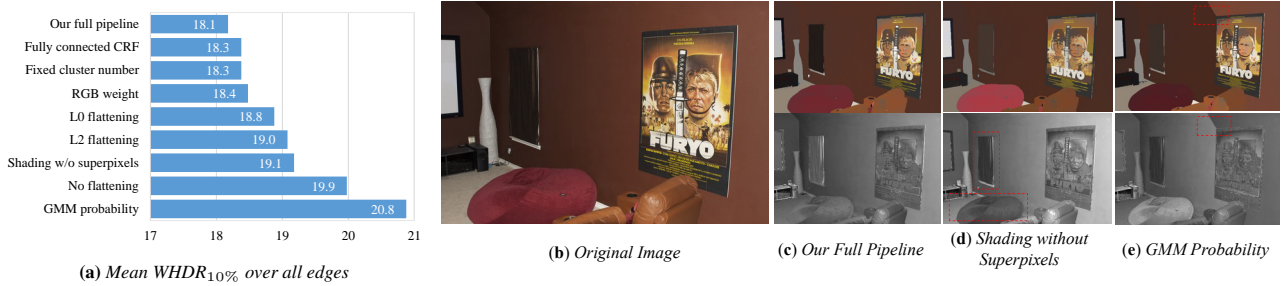 Our full pipeline 18.1
Fully connected CRF 18.3
Fixed cluster number 18.3
RGB weight 18.4
L0 flattening 18.8
L2 flattening 19.0
Shading w/o superpixels 19.1
No flattening 19.9
GMM probability 20.8
17 18 19 20 21
(a) Mean WHDR10% over all edges
FURYO
(b) Original Image
FURYO
(c) Our Full Pipeline
FURYO
(d) Shading without
Superpixels
FURYO
(e) GMM Probability